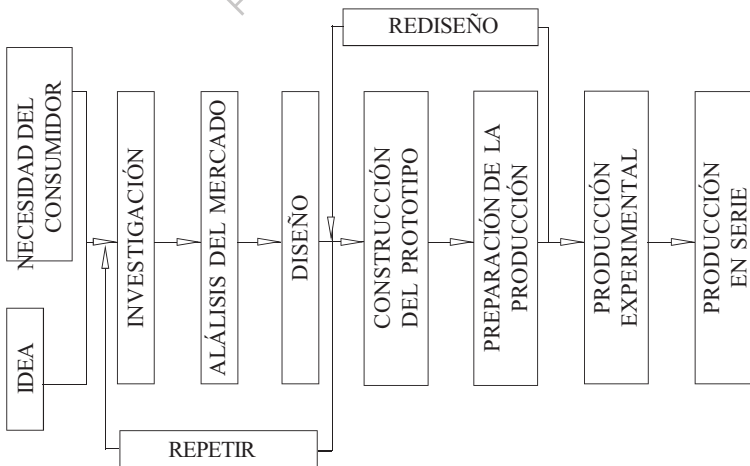 REDISEÑO
NECESIDAD DEL
CONSUMIDOR
IDEA
INVESTIGACIÓN
ALÁLISIS DEL MERCADO
DISEÑO
CONSTRUCCIÓN
DEL PROTOTIPO
PREPARACIÓN DE LA
PRODUCCIÓN
PRODUCCIÓN
EXPERIMENTAL
PRODUCCIÓN
EN SERIE
REPETIR